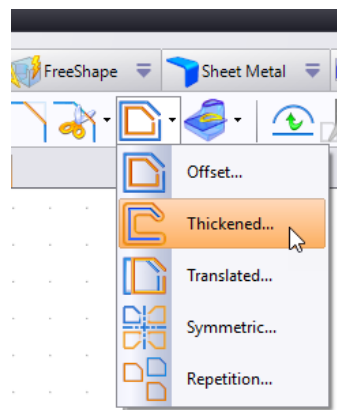 FreeShape
Sheet Metal
Offset...
Thickened...
Translated...
Symmetric...
Repetition...